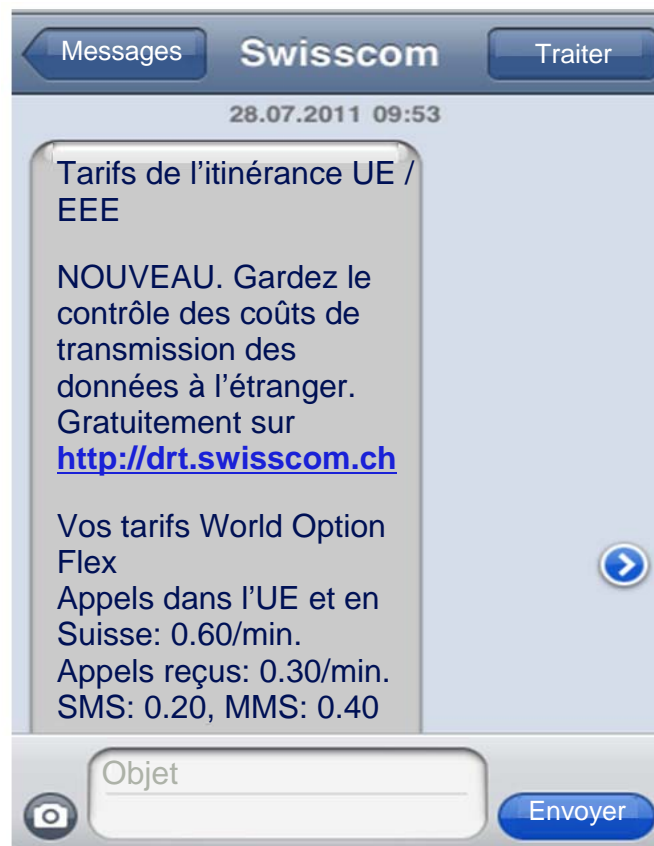 Messages Swisscom Traiter
28.07.2011 09:53
Tarifs de l’itinérance UE /
EEE
NOUVEAU. Gardez le
contrôle des coûts de
transmission des
données à l’étranger.
Gratuitement sur
http://drt.swisscom.ch
Vos tarifs World Option
Flex
Appels dans l’UE et en
Suisse: 0.60/min.
Appels reçus: 0.30/min.
SMS: 0.20, MMS: 0.40
Objet
Envoyer